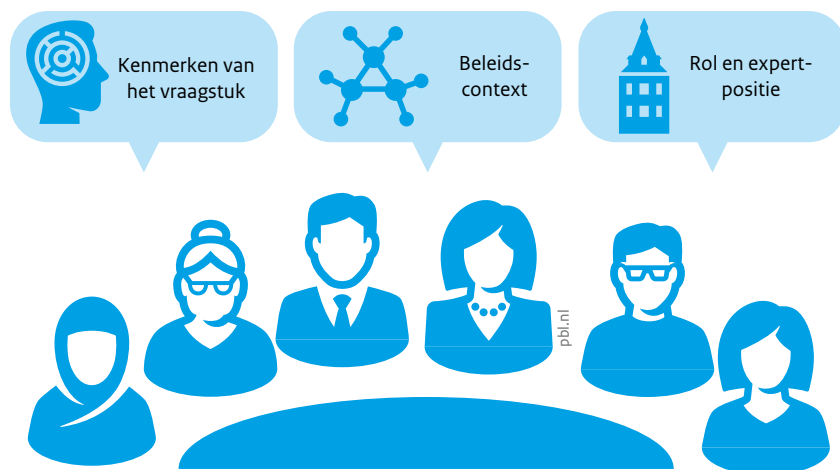 Kenmerken van
het vraagstuk
Beleids-
context
Rol en expert-
positie
pbl.nl